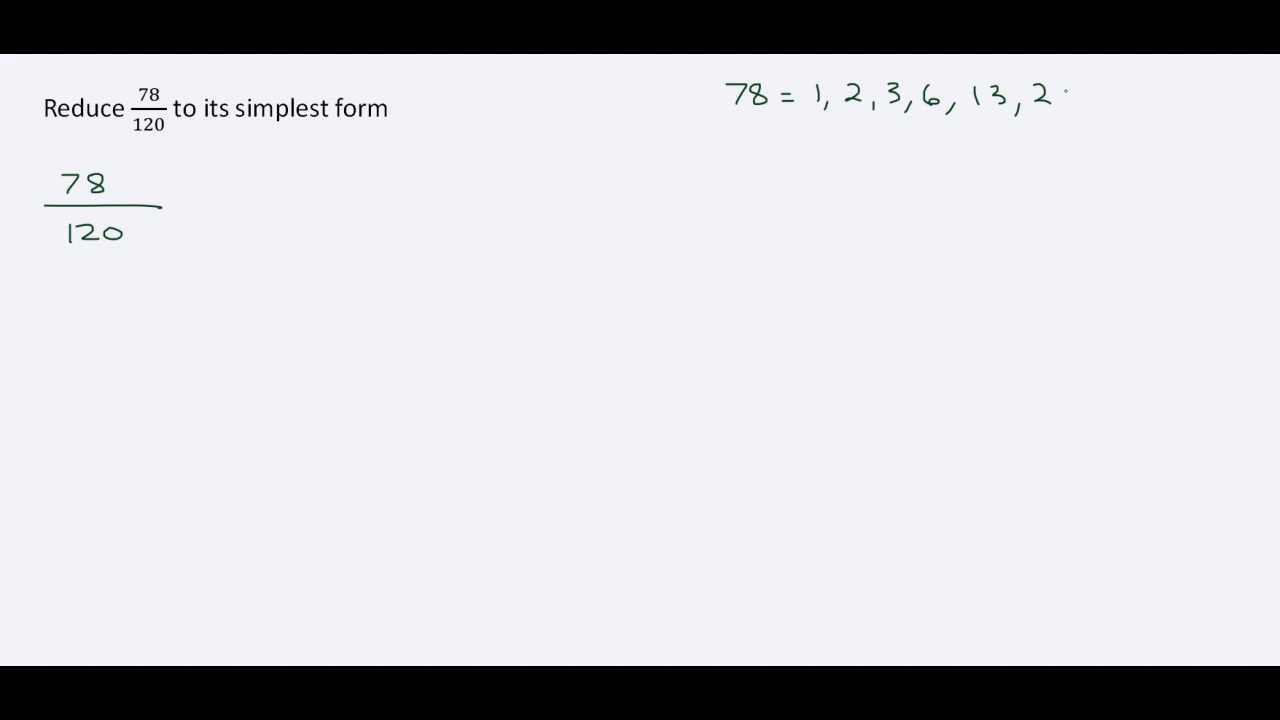 Reduce 78/120 to its simplest form
78 = 1, 2, 3, 6, 13, 2
78
120